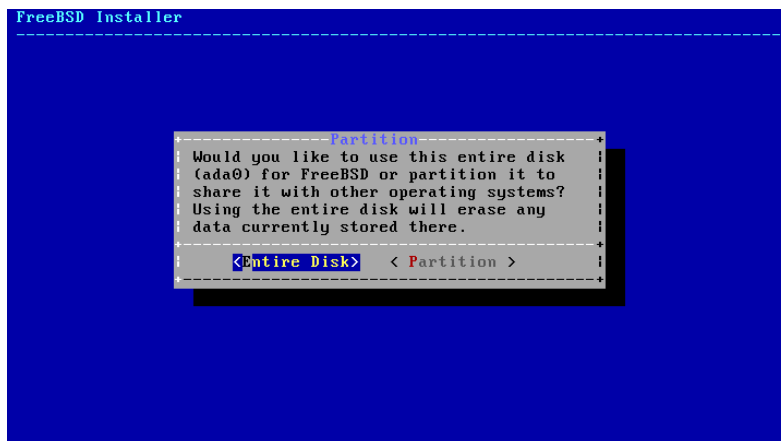 FreeBSD Installer
Partition
Would you like to use this entire disk
(ada0) for FreeBSD or partition it to
share it with other operating systems?
Using the entire disk will erase any
data currently stored there.
<Entire Disk> < Partition >